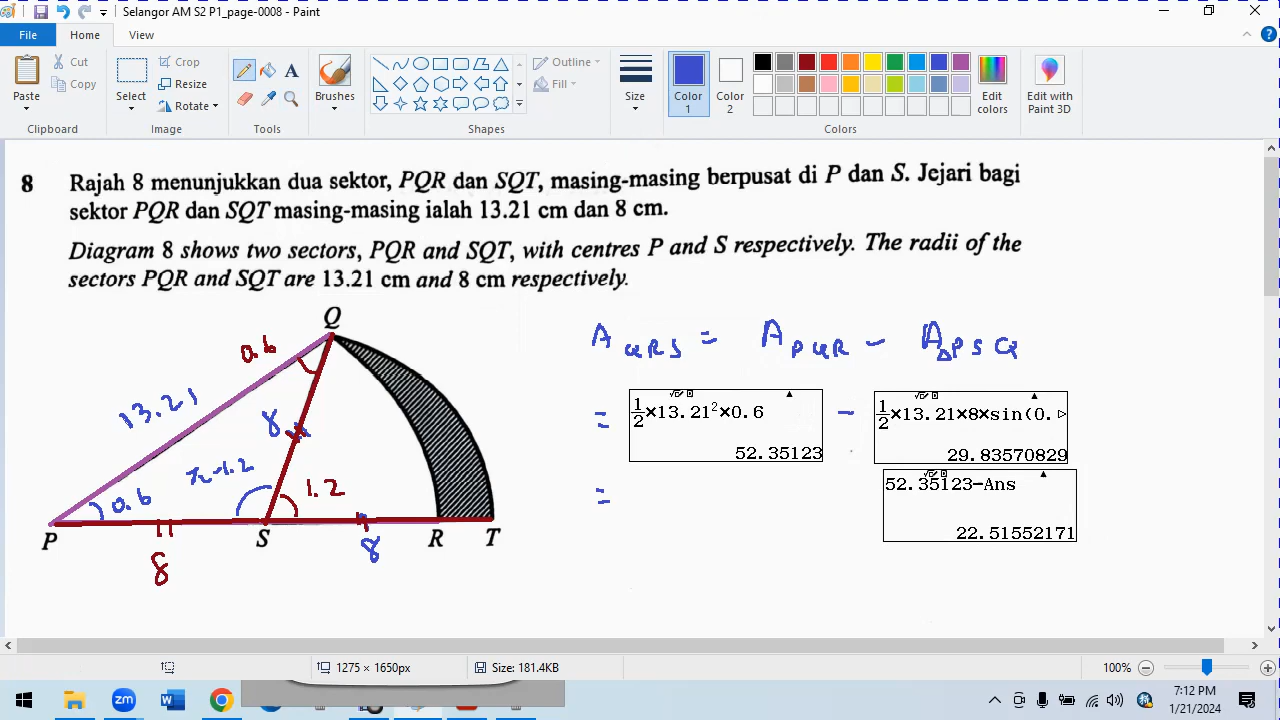 Selangor AM S2 P1_page-0008 - Paint
File Home View
Paste Cut Copy
Select Crop Resize Rotate
A
Brushes
Outline Fill
Size
Color 1 Color 2
Edit colors
Edit with Paint 3D
Clipboard Image Tools Shapes Colors
8 Rajah 8 menunjukkan dua sektor, PQR dan SQT, masing-masing berpusat di P dan S. Jejari bagi
sektor PQR dan SQT masing-masing ialah 13.21 cm dan 8 cm.
Diagram 8 shows two sectors, PQR and SQT, with centres P and S respectively. The radii of the
sectors PQR and SQT are 13.21 cm and 8 cm respectively.
Q
0.6
13.21
8
π-1.2
0.6
1.2
P S R T
8
8
A QRS = A PQR - A ΔPSQ
= 1/2×13.21²×0.6 - 1/2×13.21×8×sin(0.
52.35123 29.83570829
= 52.35123-Ans
22.51552171
1275 × 1650px Size: 181.4KB 100%
zm W
7:12 PM
1/21/2024